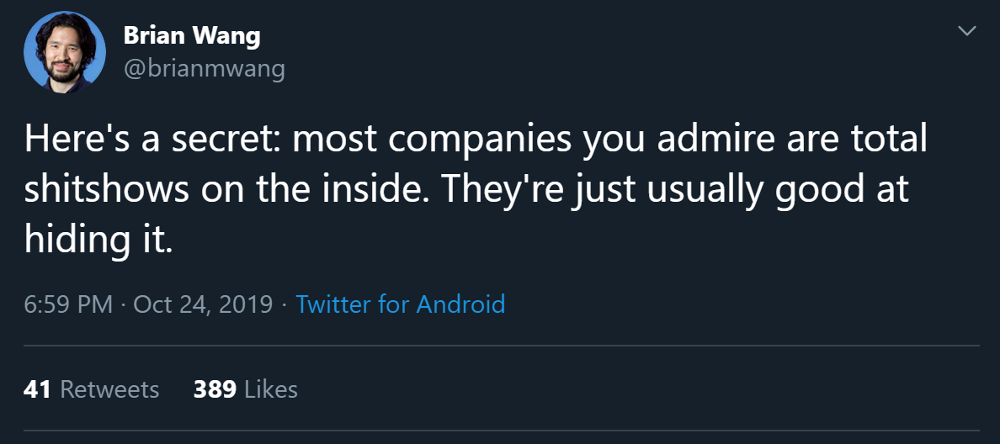 Brian Wang
@brianmwang
Here's a secret: most companies you admire are total
shitshows on the inside. They're just usually good at
hiding it.
6:59 PM · Oct 24, 2019 · Twitter for Android
41 Retweets 389 Likes